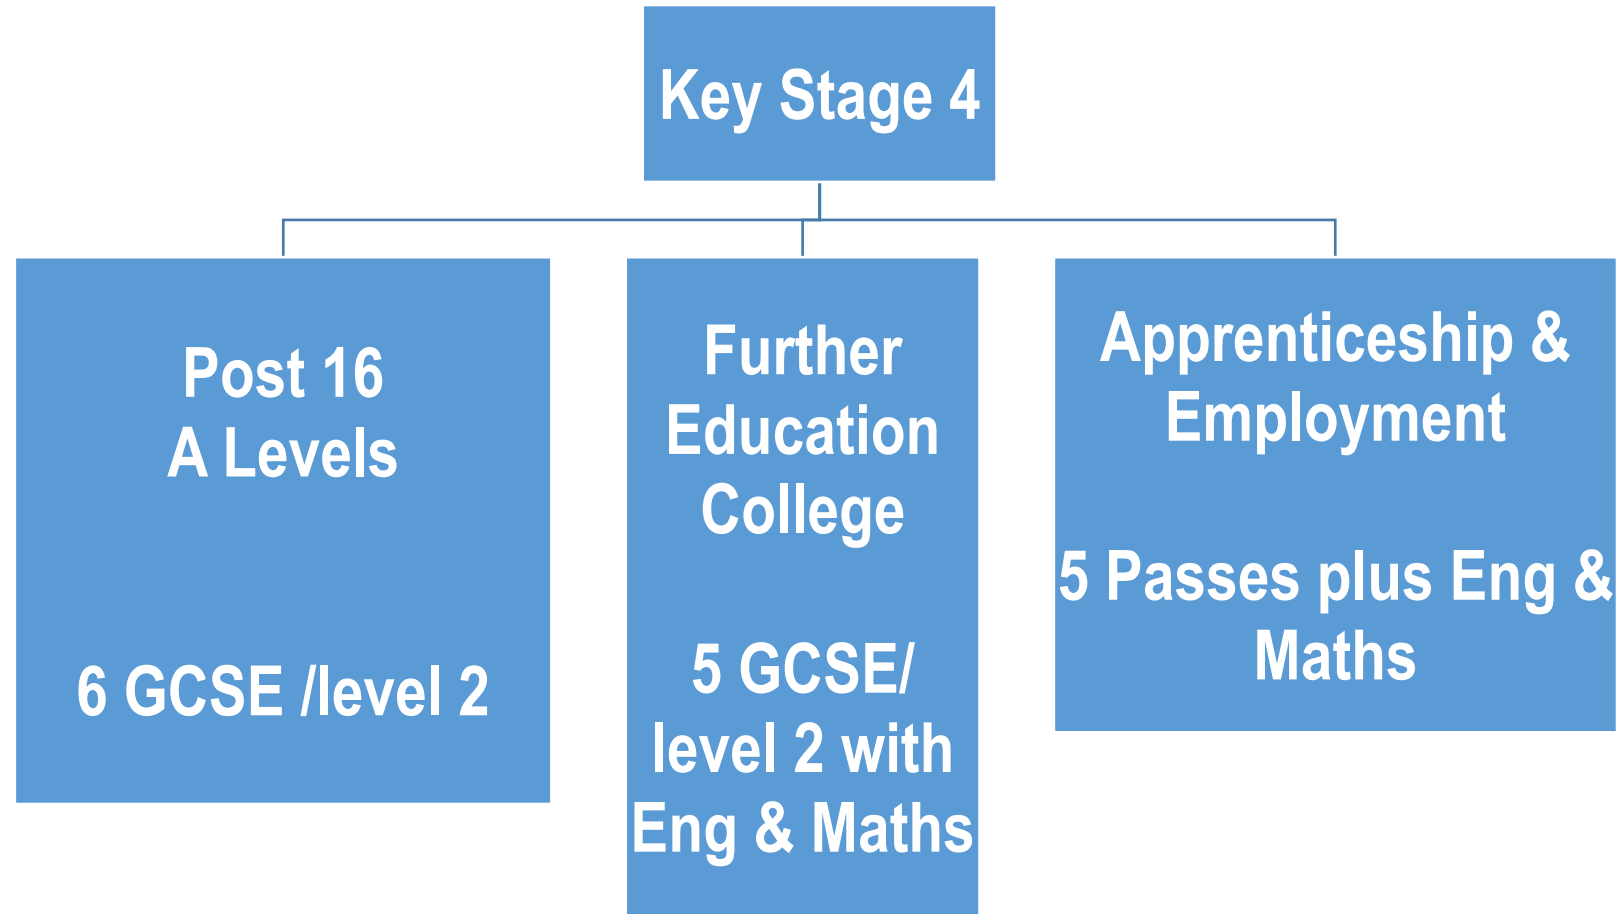 Key Stage 4
Post 16
A Levels
6 GCSE /level 2
Further
Education
College
5 GCSE/
level 2 with
Eng & Maths
Apprenticeship &
Employment
5 Passes plus Eng &
Maths